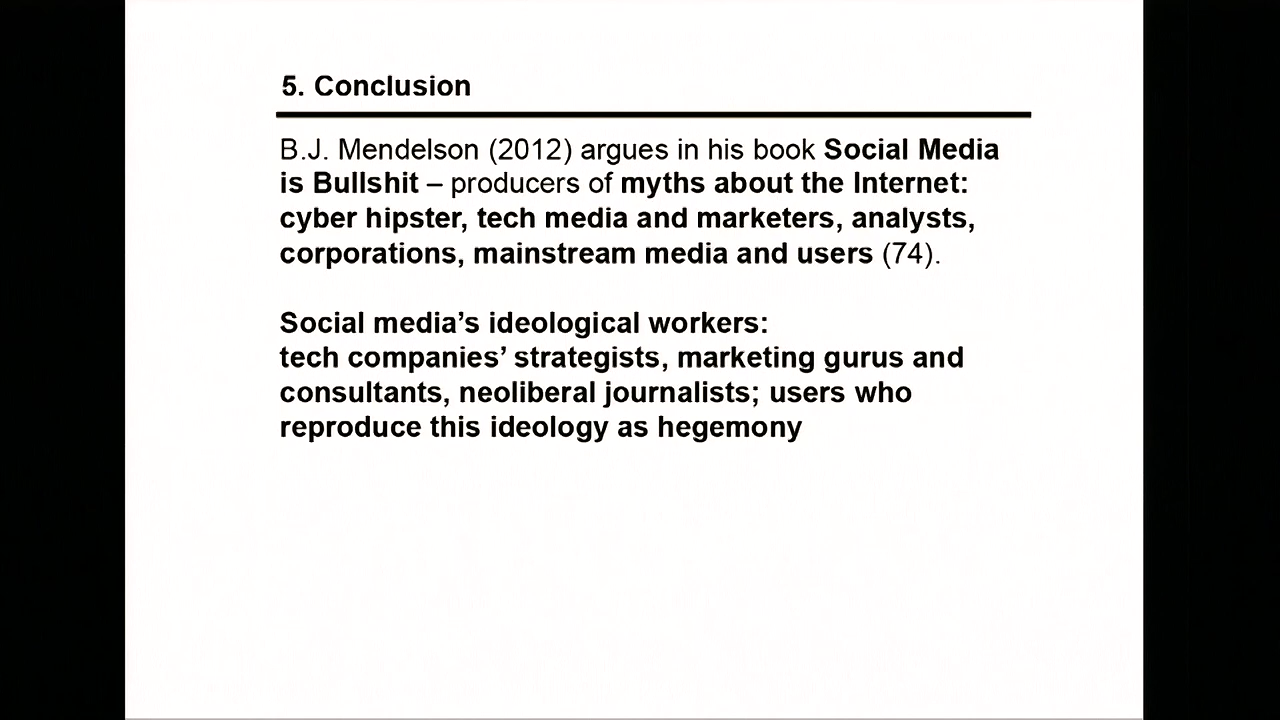 5. Conclusion
B.J. Mendelson (2012) argues in his book Social Media
is Bullshit – producers of myths about the Internet:
cyber hipster, tech media and marketers, analysts,
corporations, mainstream media and users (74).
Social media’s ideological workers:
tech companies’ strategists, marketing gurus and
consultants, neoliberal journalists; users who
reproduce this ideology as hegemony